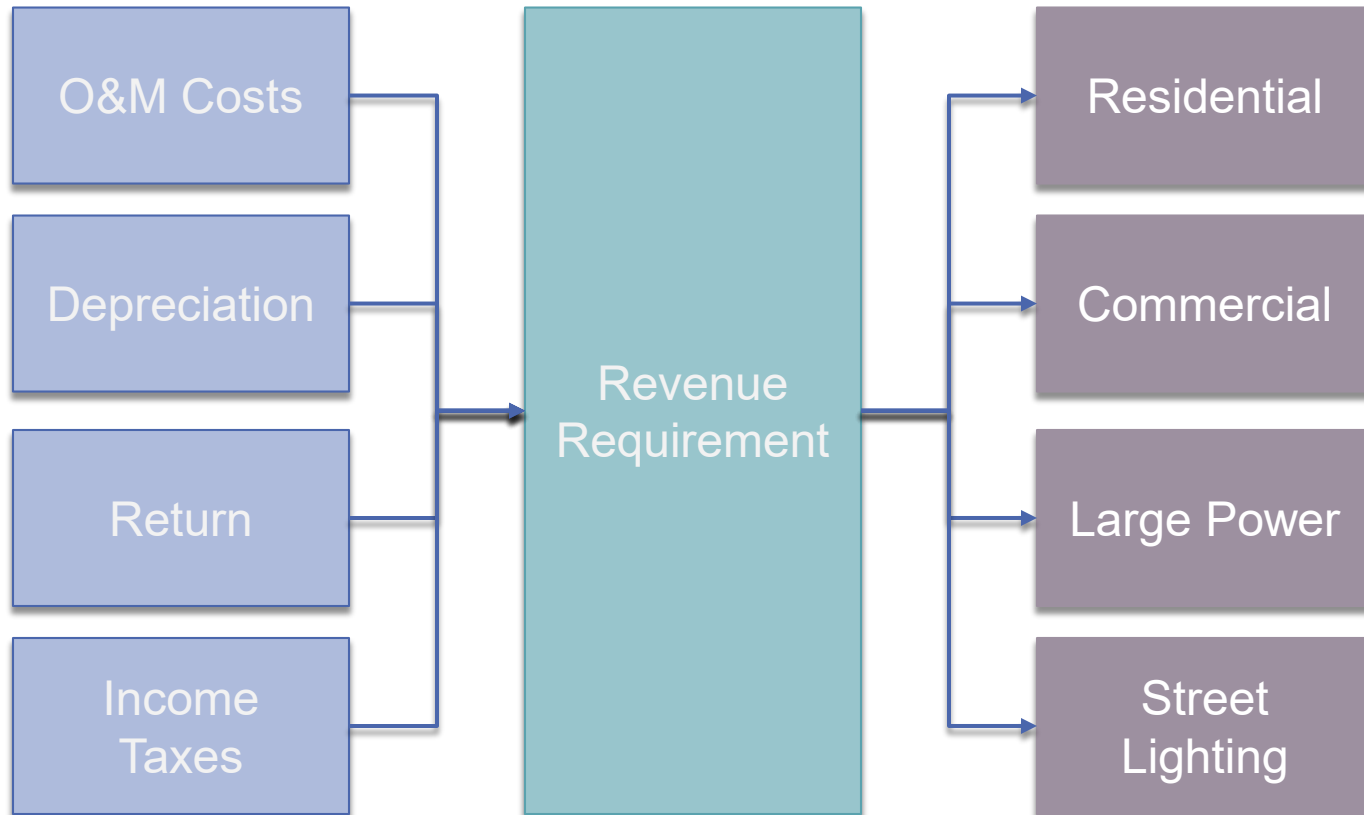 O&M Costs
Depreciation
Return
Income
Taxes
Revenue
Requirement
Residential
Commercial
Large Power
Street
Lighting